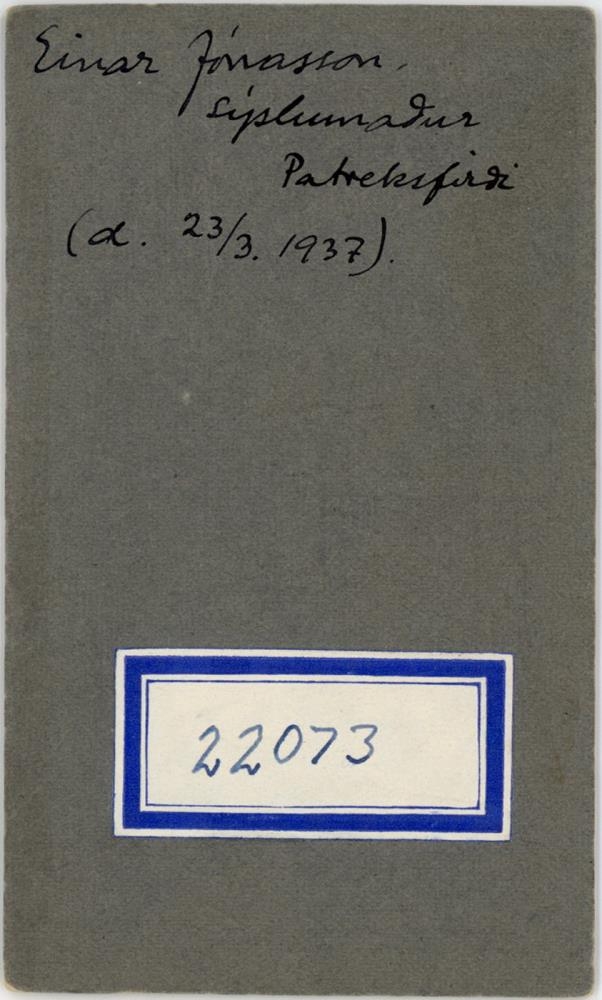 Einar Jónasson.
sýslumaður
Patreksfirði
(d. 23/3. 1937).
22073